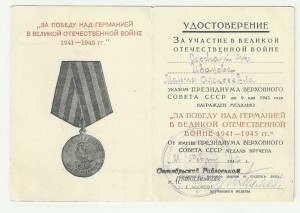 „ЗА ПОБЕДУ НАД ГЕРМАНИЕЙ
В ВЕЛИКОЙ ОТЕЧЕСТВЕННОЙ ВОЙНЕ
1941—1945 гг.“
УДОСТОВЕРЕНИЕ
ЗА УЧАСТИЕ В ВЕЛИКОЙ
ОТЕЧЕСТВЕННОЙ ВОЙНЕ
УКАЗОМ ПРЕЗИДИУМА ВЕРХОВНОГО
СОВЕТА СССР от 9 мая 1945 года
НАГРАЖДЕН МЕДАЛЬЮ
„ЗА ПОБЕДУ НАД ГЕРМАНИЕЙ
В ВЕЛИКОЙ ОТЕЧЕСТВЕННОЙ
ВОЙНЕ 1941—1945 гг.“
От имени ПРЕЗИДИУМА ВЕРХОВНОГО
СОВЕТА СССР МЕДАЛЬ ВРУЧЕНА
Октябрьский Райвоенком